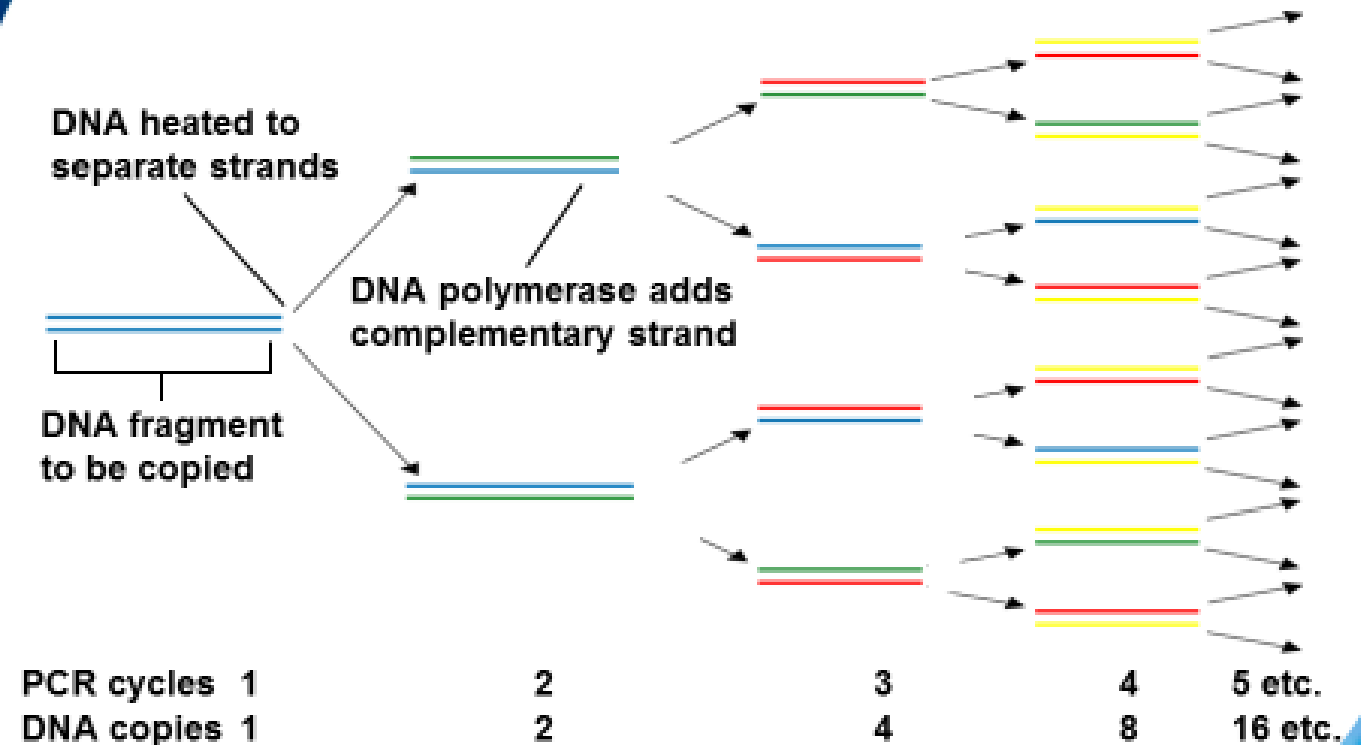 DNA heated to
separate strands
DNA polymerase adds
complementary strand
DNA fragment
to be copied
PCR cycles 1 2 3 4 5 etc.
DNA copies 1 2 4 8 16 etc.